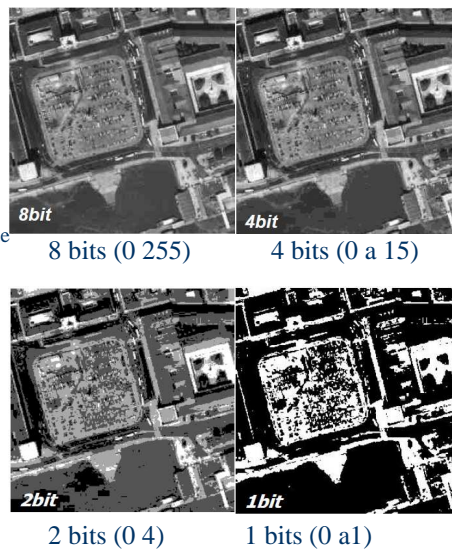 8bit
4bit
e
8 bits (0 255)
4 bits (0 a 15)
2bit
1bit
2 bits (0 4)
1 bits (0 a1)